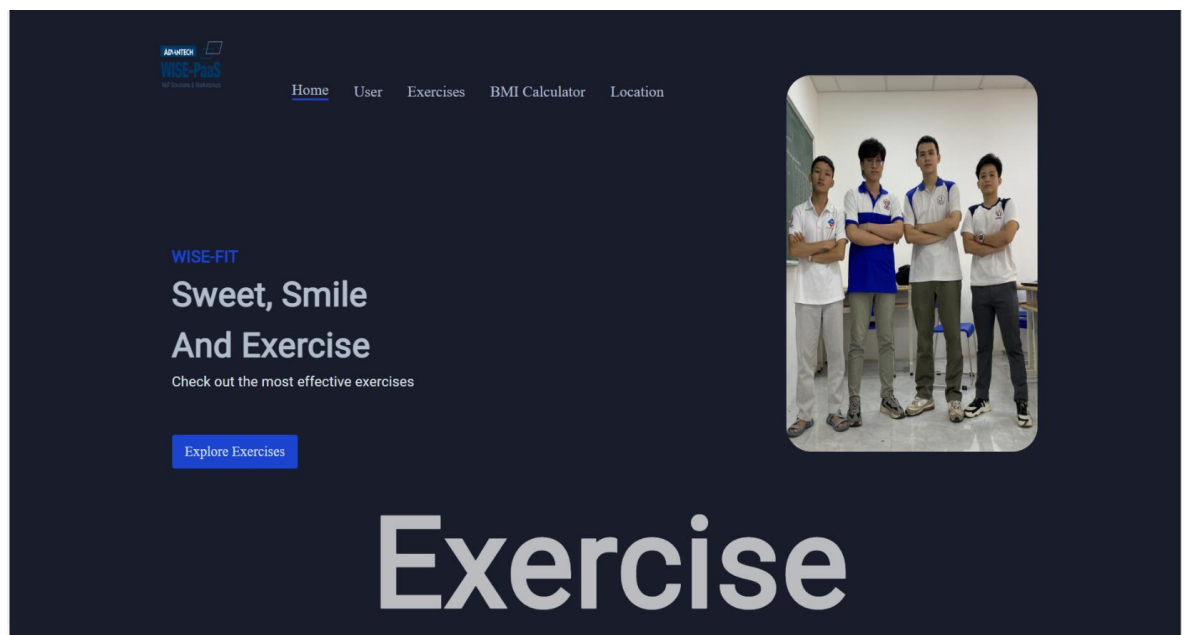 ADVANTECH
WISE-PaaS
Home User Exercises BMI Calculator Location
WISE-FIT
Sweet, Smile
And Exercise
Check out the most effective exercises
Explore Exercises
Exercise